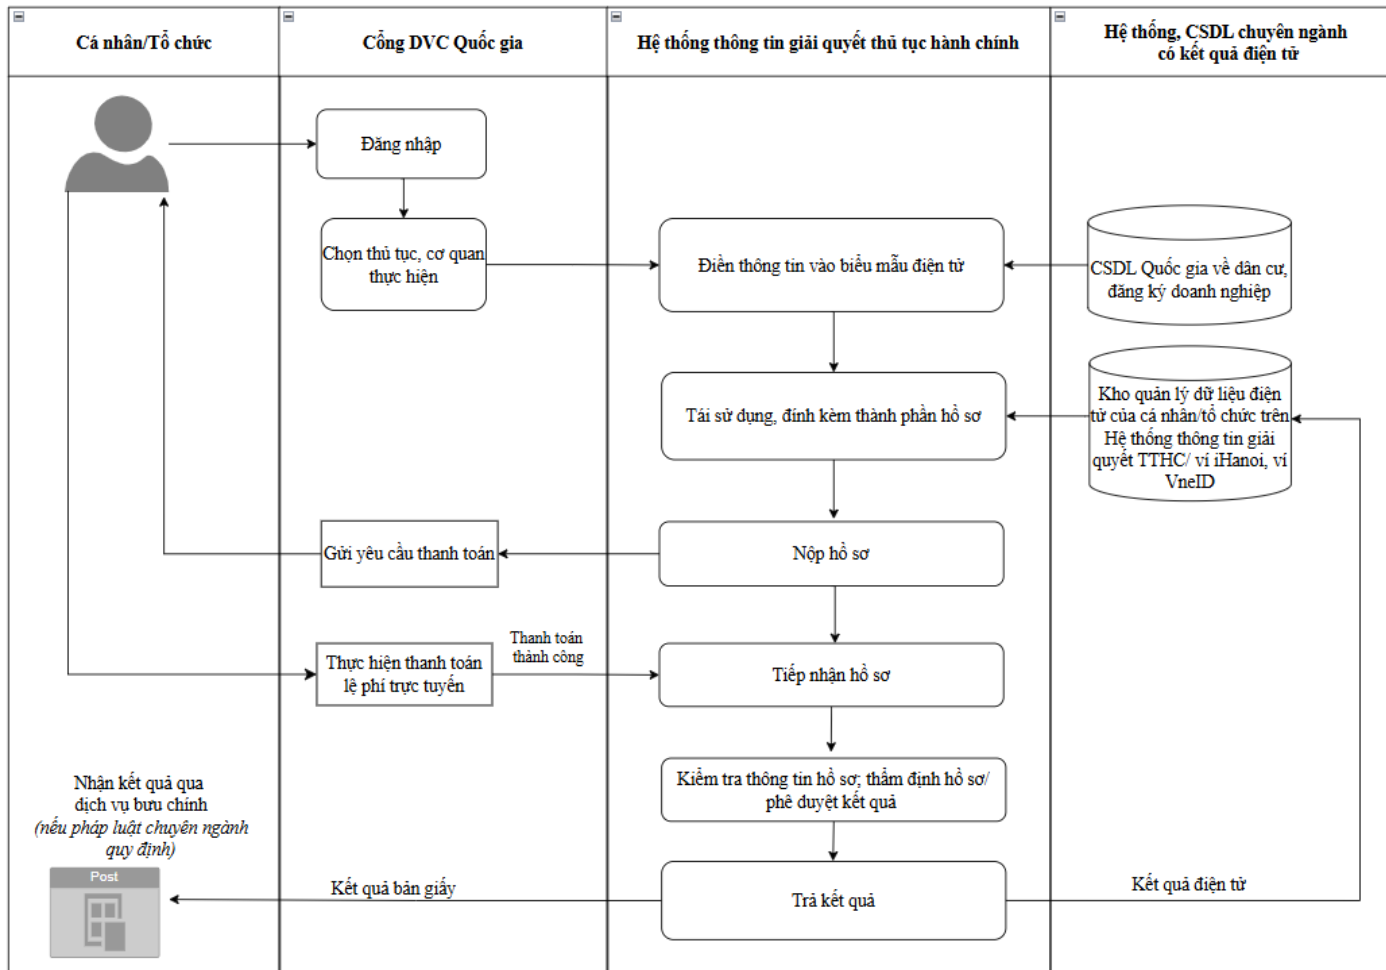 Cá nhân/Tổ chức
Cổng DVC Quốc gia
Hệ thống thông tin giải quyết thủ tục hành chính
Hệ thống, CSDL chuyên ngành
có kết quả điện tử
Đăng nhập
Chọn thủ tục, cơ quan
thực hiện
Điền thông tin vào biểu mẫu điện tử
CSDL Quốc gia về dân cư,
đăng ký doanh nghiệp
Tái sử dụng, đính kèm thành phần hồ sơ
Kho quản lý dữ liệu điện
tử của cá nhân/tổ chức trên
Hệ thống thông tin giải
quyết TTHC/ ví iHanoi, ví
VneID
Gửi yêu cầu thanh toán
Nộp hồ sơ
Thực hiện thanh toán
lệ phí trực tuyến
Thanh toán
thành công
Tiếp nhận hồ sơ
Kiểm tra thông tin hồ sơ; thẩm định hồ sơ/
phê duyệt kết quả
Nhận kết quả qua
dịch vụ bưu chính
(nếu pháp luật chuyên ngành
quy định)
Post
Kết quả bản giấy
Trả kết quả
Kết quả điện tử